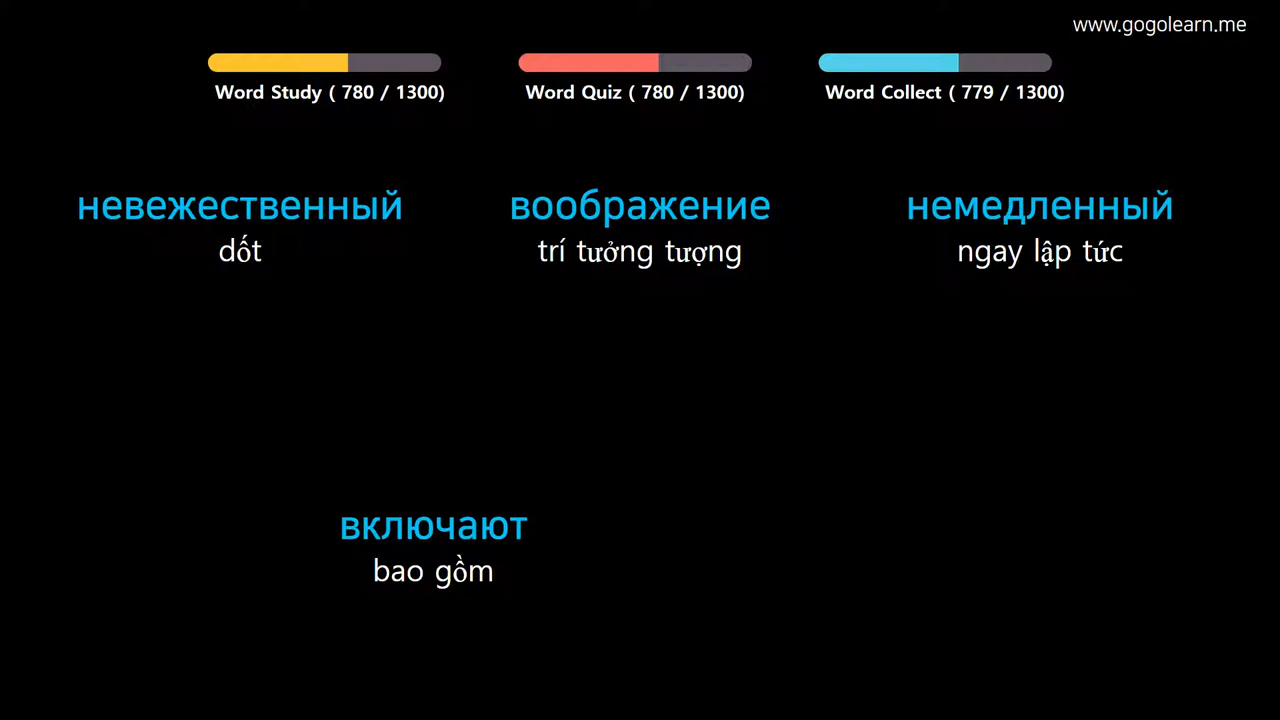 www.gogolearn.me
Word Study ( 780 / 1300)
Word Quiz ( 780 / 1300)
Word Collect ( 779 / 1300)
невежественный
dốt
воображение
trí tưởng tượng
немедленный
ngay lập tức
включают
bao gồm